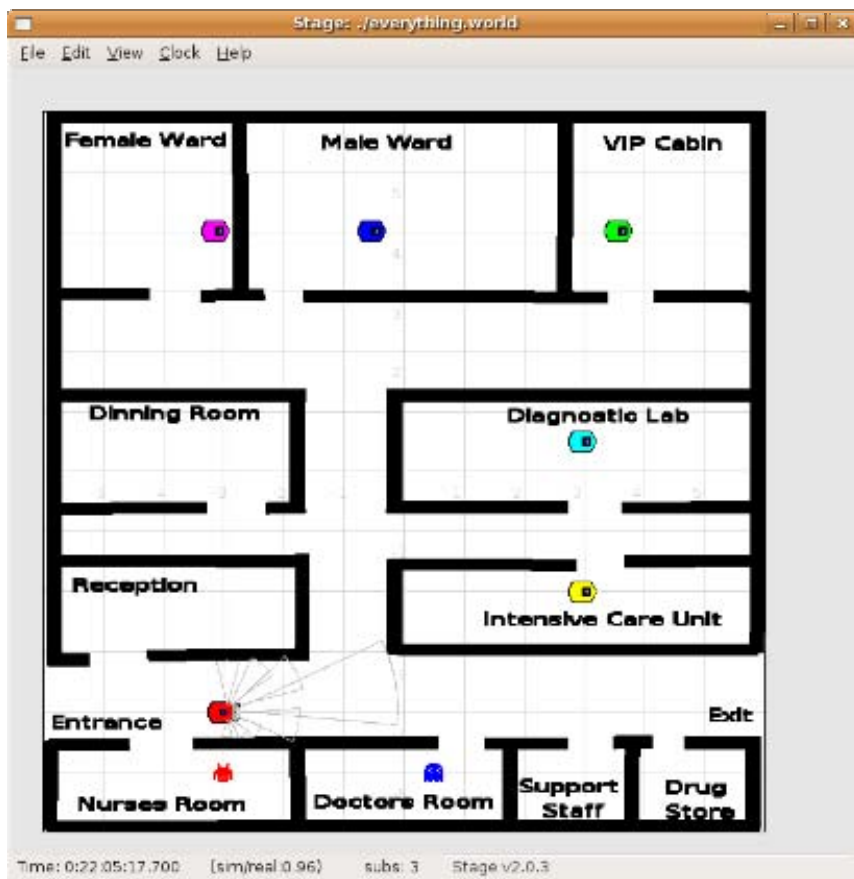 Stage: ./everything.world
File Edit View Clock Help
Female Ward
Male Ward
VIP Cabin
Dinning Room
Diagnostic Lab
Reception
Intensive Care Unit
Entrance
Exit
Nurses Room
Doctors Room
Support
Staff
Drug
Store
Time: 0:22:05:17.700 (sim/real:0.96) subs: 3 Stage v2.0.3